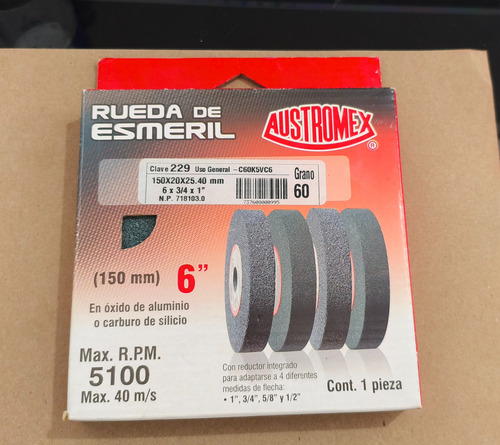 RUEDA DE
ESMERIL
AUSTROMEX
®
Clave 229 Uso General - C60K5VC6
150X20X25.40 mm
6 x 3/4 x 1"
N.P. 718103.0
Grano
60
737600000995
(150 mm) 6"
En óxido de aluminio
o carburo de silicio
Max. R.P.M.
5100
Max. 40 m/s
Con reductor integrado
para adaptarse a 4 diferentes
medidas de flecha:
• 1", 3/4", 5/8" y 1/2"
Cont. 1 pieza